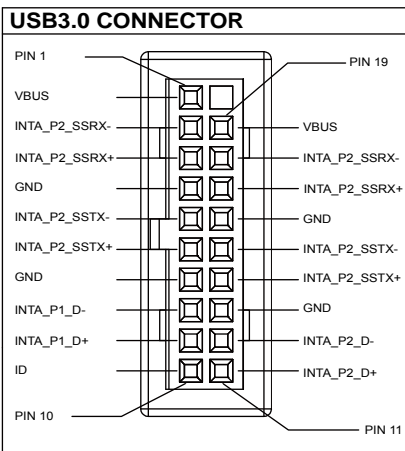 USB3.0 CONNECTOR
PIN 1
PIN 19
VBUS
INTA_P2_SSRX-
VBUS
INTA_P2_SSRX+
INTA_P2_SSRX-
GND
INTA_P2_SSRX+
INTA_P2_SSTX-
GND
INTA_P2_SSTX+
INTA_P2_SSTX-
GND
INTA_P2_SSTX+
INTA_P1_D-
GND
INTA_P1_D+
INTA_P2_D-
ID
INTA_P2_D+
PIN 10
PIN 11